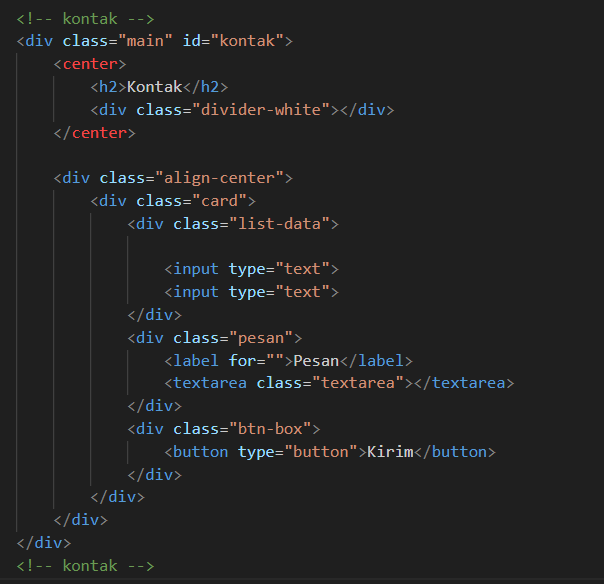 <!-- kontak -->
<div class="main" id="kontak">
    <center>
        <h2>Kontak</h2>
        <div class="divider-white"></div>
    </center>

    <div class="align-center">
        <div class="card">
            <div class="list-data">

                <input type="text">
                <input type="text">
            </div>
            <div class="pesan">
                <label for="">Pesan</label>
                <textarea class="textarea"></textarea>
            </div>
            <div class="btn-box">
                <button type="button">Kirim</button>
            </div>
        </div>
    </div>
</div>
<!-- kontak -->